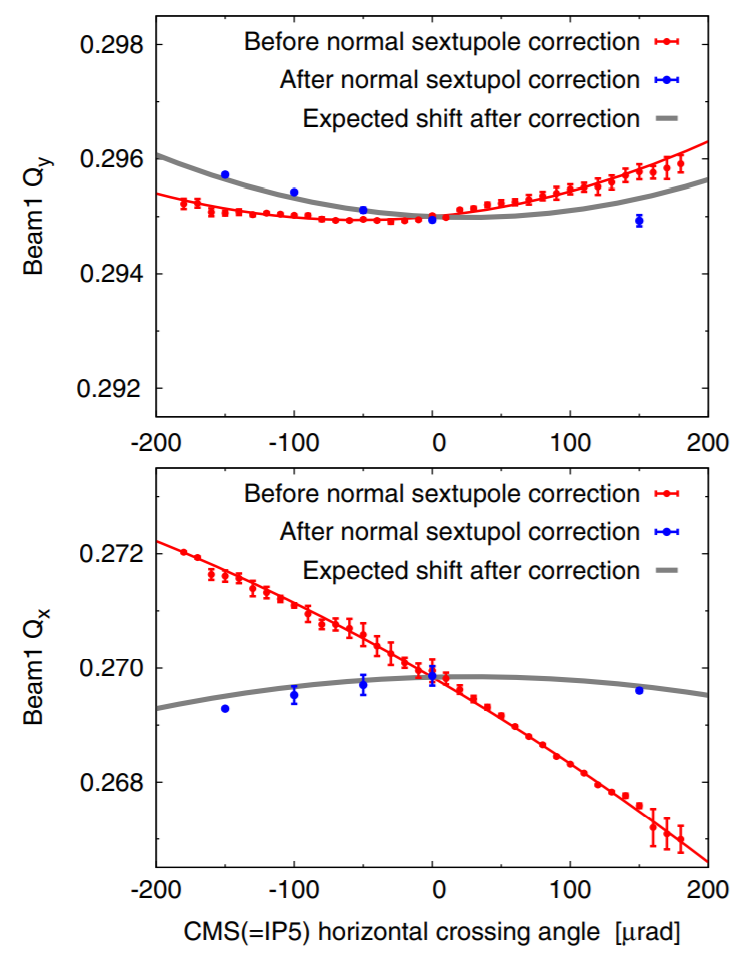 0.298
Before normal sextupole correction
After normal sextupol correction
Expected shift after correction
0.296
Beam1 Qy
0.294
0.292
-200 -100 0 100 200
Before normal sextupole correction
After normal sextupol correction
Expected shift after correction
0.272
Beam1 Qx
0.270
0.268
-200 -100 0 100 200
CMS(=IP5) horizontal crossing angle [μrad]